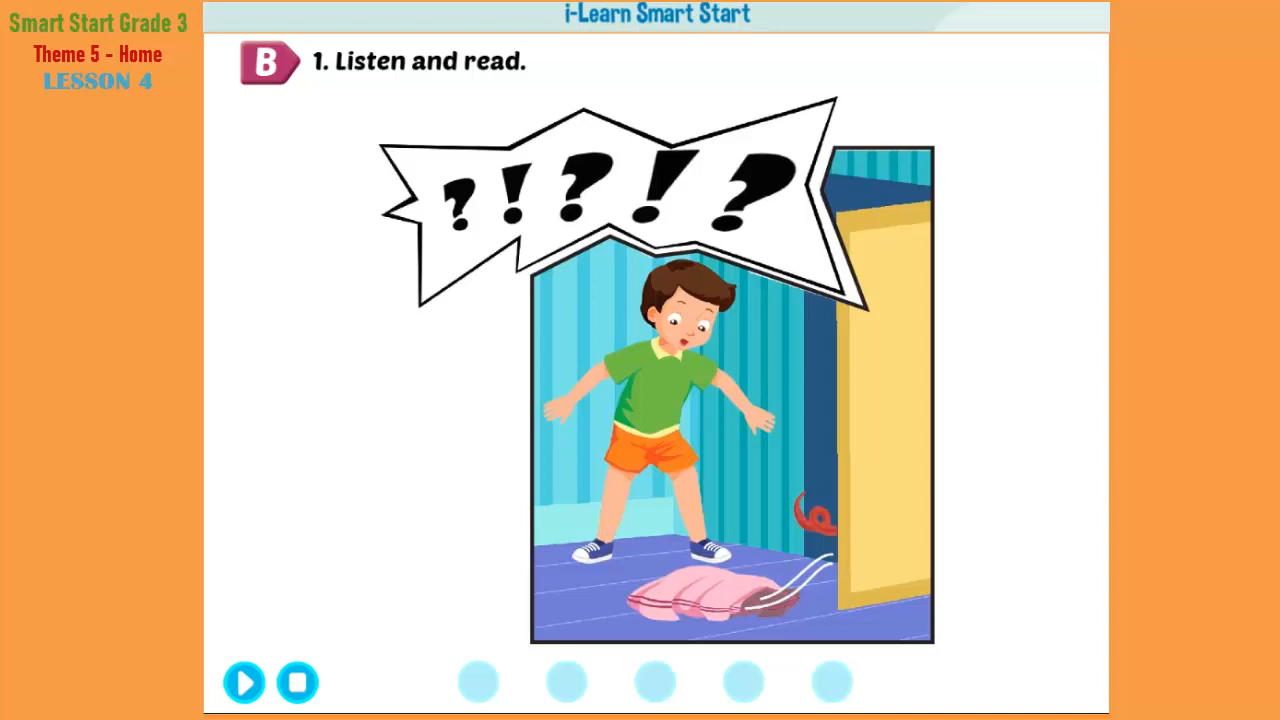 Smart Start Grade 3
Theme 5 - Home
LESSON 4
i-Learn Smart Start
B 1. Listen and read.
? ! ? ! ?